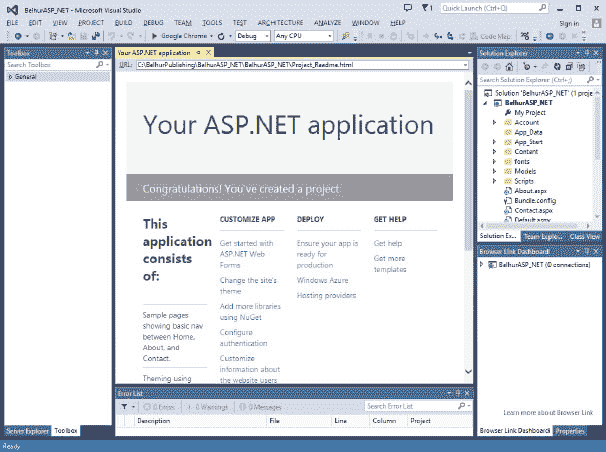 BelhurASP_NET - Microsoft Visual Studio
1
Quick Launch (Ctrl+Q)
FILE EDIT VIEW PROJECT BUILD DEBUG TEAM TOOLS TEST ARCHITECTURE ANALYZE WINDOW HELP
Sign in
Google Chrome
Debug
Any CPU
Code Map
Toolbox
Search Toolbox
General
Your ASP.NET application
URL: C:\BelhurPublishing\BelhurASP_NET\BelhurASP_NET\Project_Readme.html
Your ASP.NET application
Congratulations! You've created a project
This application consists of:
Sample pages showing basic nav between Home, About, and Contact.
Theming using
CUSTOMIZE APP
Get started with ASP.NET Web Forms
Change the site's theme
Add more libraries using NuGet
Configure authentication
Customize information about the website users
DEPLOY
Ensure your app is ready for production
Windows Azure
Hosting providers
GET HELP
Get help
Get more templates
Solution Explorer
Search Solution Explorer (Ctrl+;)
Solution 'BelhurASP_NET' (1 proje
BelhurASP_NET
My Project
Account
App_Data
App_Start
Content
fonts
Models
Scripts
About.aspx
Bundle.config
Contact.aspx
Default.aspx
Solution Ex... Team Explo... Class View
Browser Link Dashboard
BelhurASP_NET (0 connections)
Learn more about Browser Link
Browser Link Dashboard Properties
Error List
0 Errors 0 Warnings 0 Messages
Search Error List
Description File Line Column Project
Server Explorer Toolbox
Ready